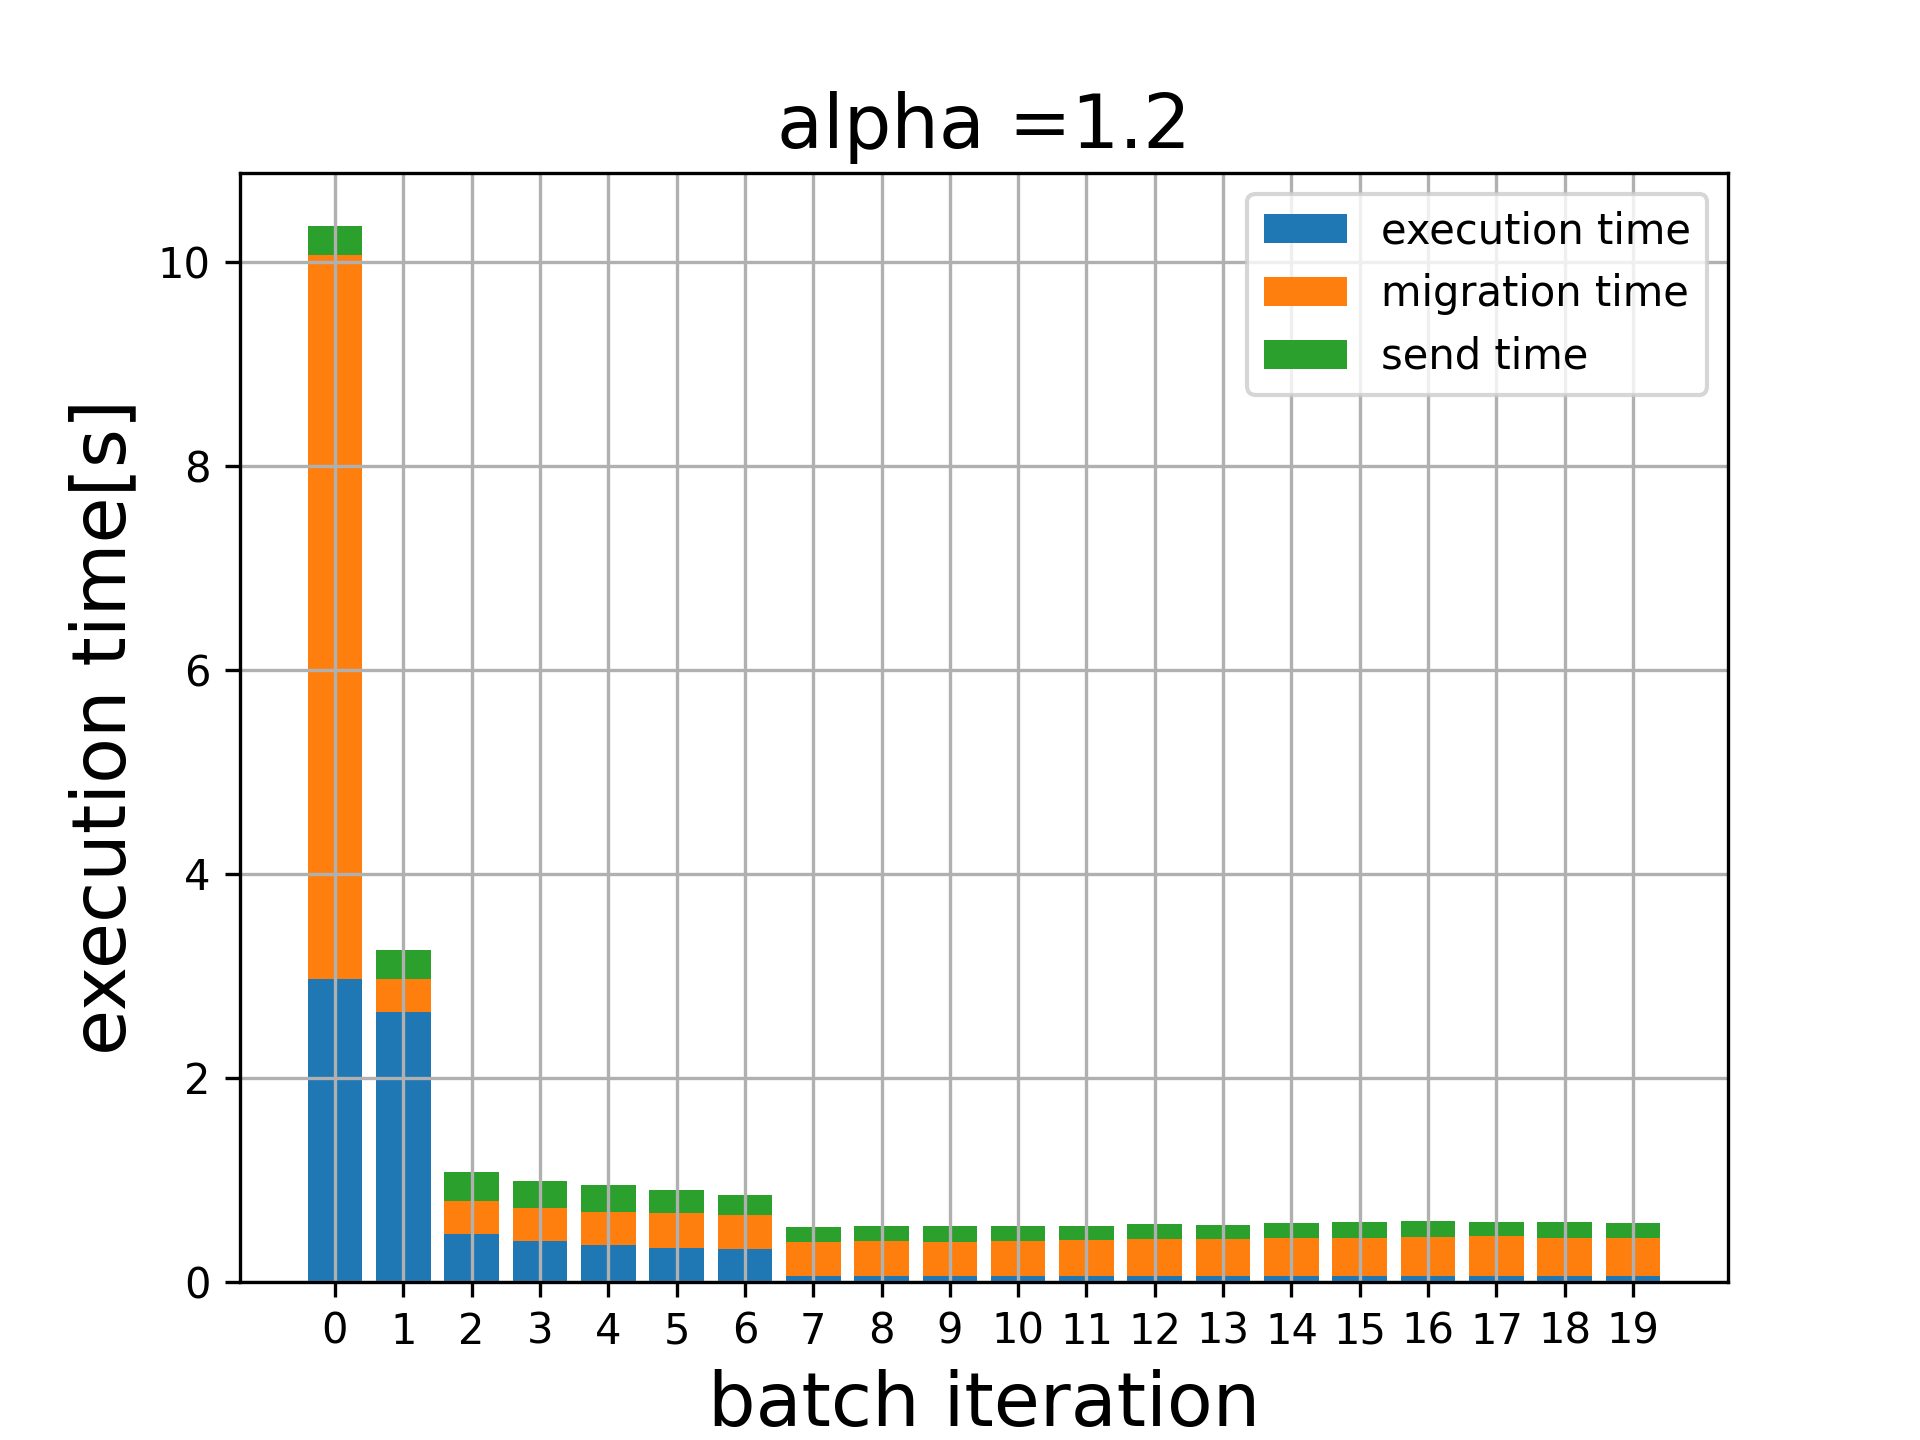 alpha =1.2
execution time
migration time
send time
execution time[s]
10
8
6
4
2
0
0 1 2 3 4 5 6 7 8 9 10 11 12 13 14 15 16 17 18 19
batch iteration